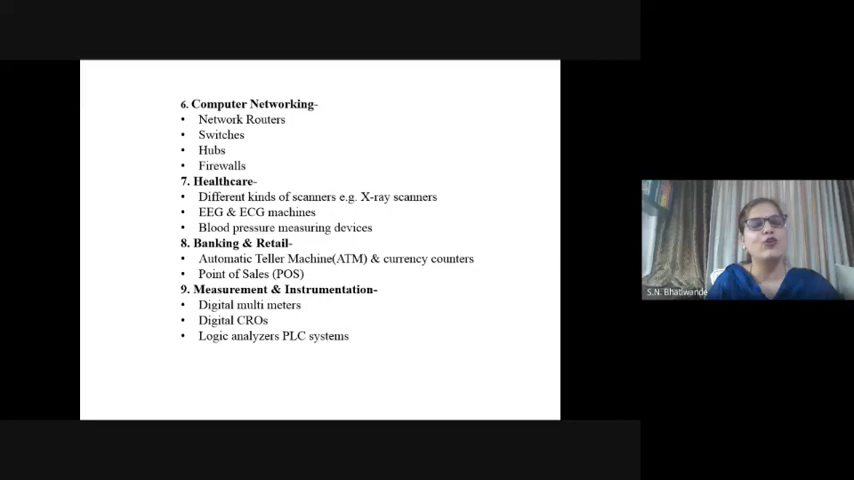 6. Computer Networking-
• Network Routers
• Switches
• Hubs
• Firewalls
7. Healthcare-
• Different kinds of scanners e.g. X-ray scanners
• EEG & ECG machines
• Blood pressure measuring devices
8. Banking & Retail-
• Automatic Teller Machine(ATM) & currency counters
• Point of Sales (POS)
9. Measurement & Instrumentation-
• Digital multi meters
• Digital CROs
• Logic analyzers PLC systems
S.N. Bhatlwande